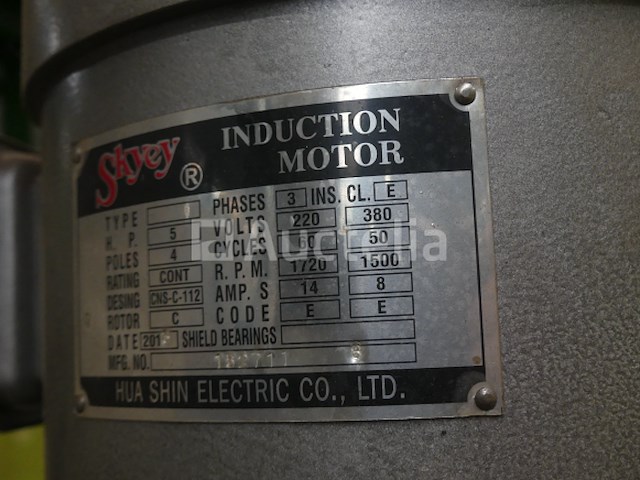 Skyey ® INDUCTION MOTOR
TYPE PHASES 3 INS. CL. E
H. P. 5 VOLTS 220 380
POLES 4 CYCLES 60 50
RATING CONT R. P. M. 1720 1500
DESING CNS-C-112 AMP. S 14 8
ROTOR C CODE E E
DATE SHIELD BEARINGS
MFG. NO.
HUA SHIN ELECTRIC CO., LTD.
Auctelia